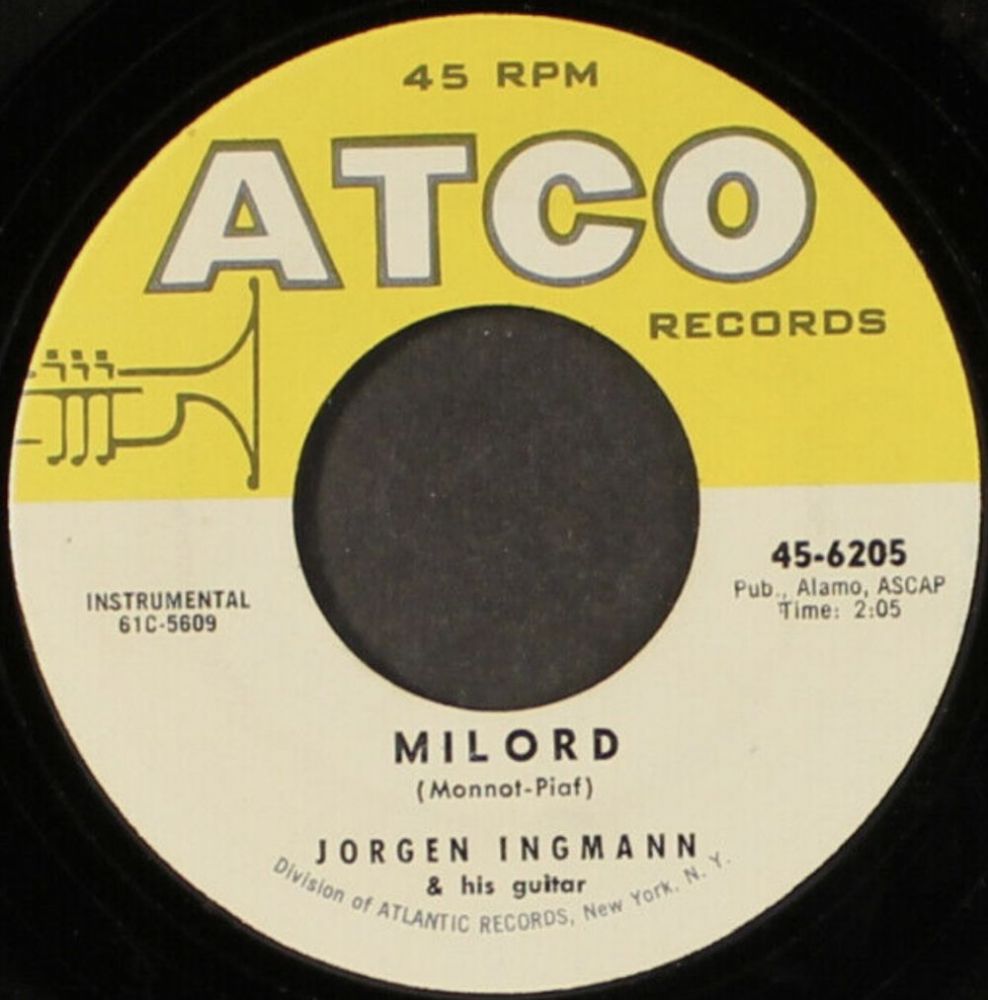 45 RPM
ATCO
RECORDS
45-6205
Pub., Alamo, ASCAP
Time: 2:05
INSTRUMENTAL
61C-5609
MILORD
(Monnot-Piaf)
JORGEN INGMANN
& his guitar
Division of ATLANTIC RECORDS, New York, N. Y.